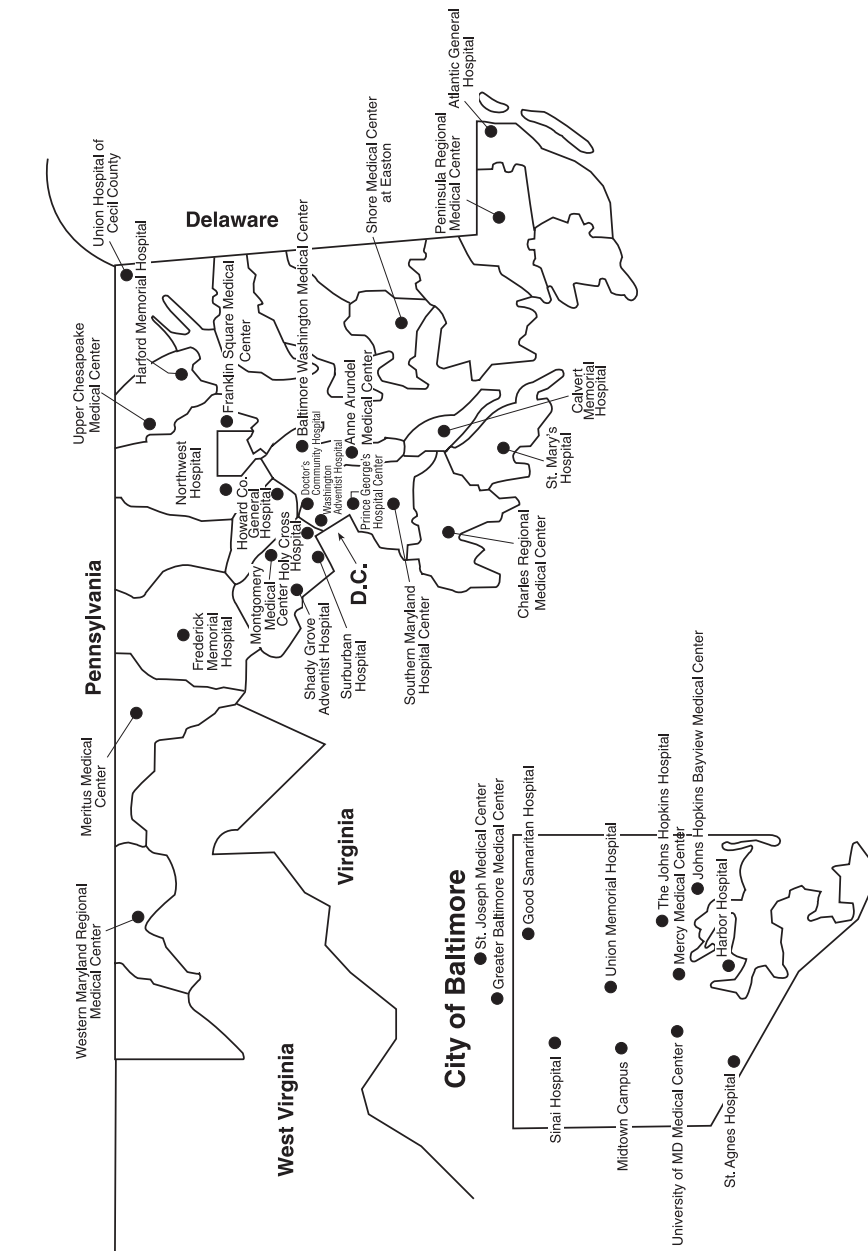 Pennsylvania
Delaware
West Virginia
Virginia
D.C.
Western Maryland Regional
Medical Center
Meritus Medical
Center
Frederick
Memorial
Hospital
Northwest
Hospital
Upper Chesapeake
Medical Center
Harford Memorial Hospital
Union Hospital of
Cecil County
Franklin Square Medical
Center
Howard Co.
General
Hospital
Montgomery
Medical
Center
Holy Cross
Hospital
Shady Grove
Adventist Hospital
Surburban
Hospital
Baltimore Washington Medical Center
Doctor's
Community Hospital
Washington
Adventist Hospital
Anne Arundel
Medical Center
Prince George's
Hospital Center
Southern Maryland
Hospital Center
Shore Medical Center
at Easton
Peninsula Regional
Medical Center
Atlantic General
Hospital
Calvert
Memorial
Hospital
St. Mary's
Hospital
Charles Regional
Medical Center
City of Baltimore
St. Joseph Medical Center
Greater Baltimore Medical Center
Good Samaritan Hospital
Sinai Hospital
Union Memorial Hospital
Midtown Campus
The Johns Hopkins Hospital
Mercy Medical Center
University of MD Medical Center
Johns Hopkins Bayview Medical Center
Harbor Hospital
St. Agnes Hospital